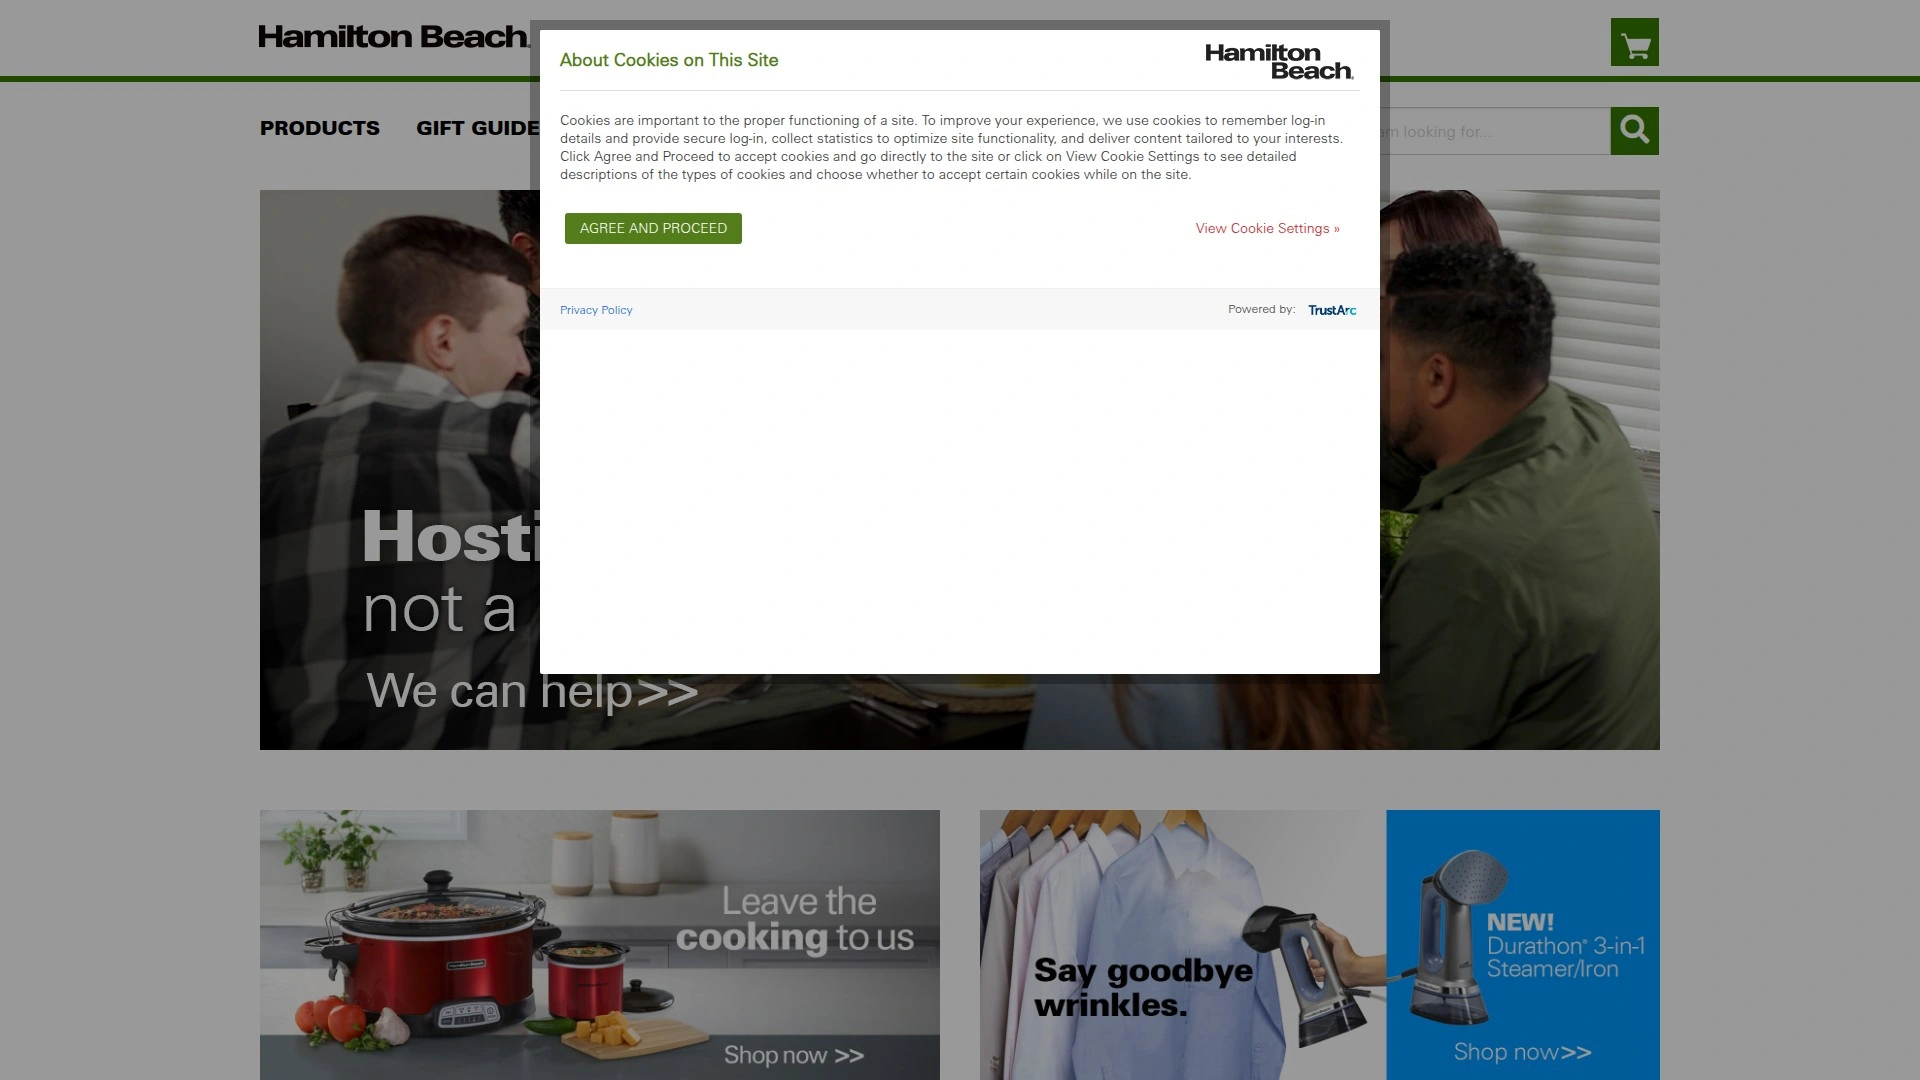 Hamilton Beach®
PRODUCTS
GIFT GUIDE
am looking for...
About Cookies on This Site
Hamilton
Beach®
Cookies are important to the proper functioning of a site. To improve your experience, we use cookies to remember log-in
details and provide secure log-in, collect statistics to optimize site functionality, and deliver content tailored to your interests.
Click Agree and Proceed to accept cookies and go directly to the site or click on View Cookie Settings to see detailed
descriptions of the types of cookies and choose whether to accept certain cookies while on the site.
AGREE AND PROCEED
View Cookie Settings »
Privacy Policy
Powered by: TrustArc
Hosti
not a
We can help>>
Leave the
cooking to us
Shop now >>
Hamilton Beach
Say goodbye
wrinkles.
NEW!
Durathon® 3-in-1
Steamer/Iron
Shop now>>